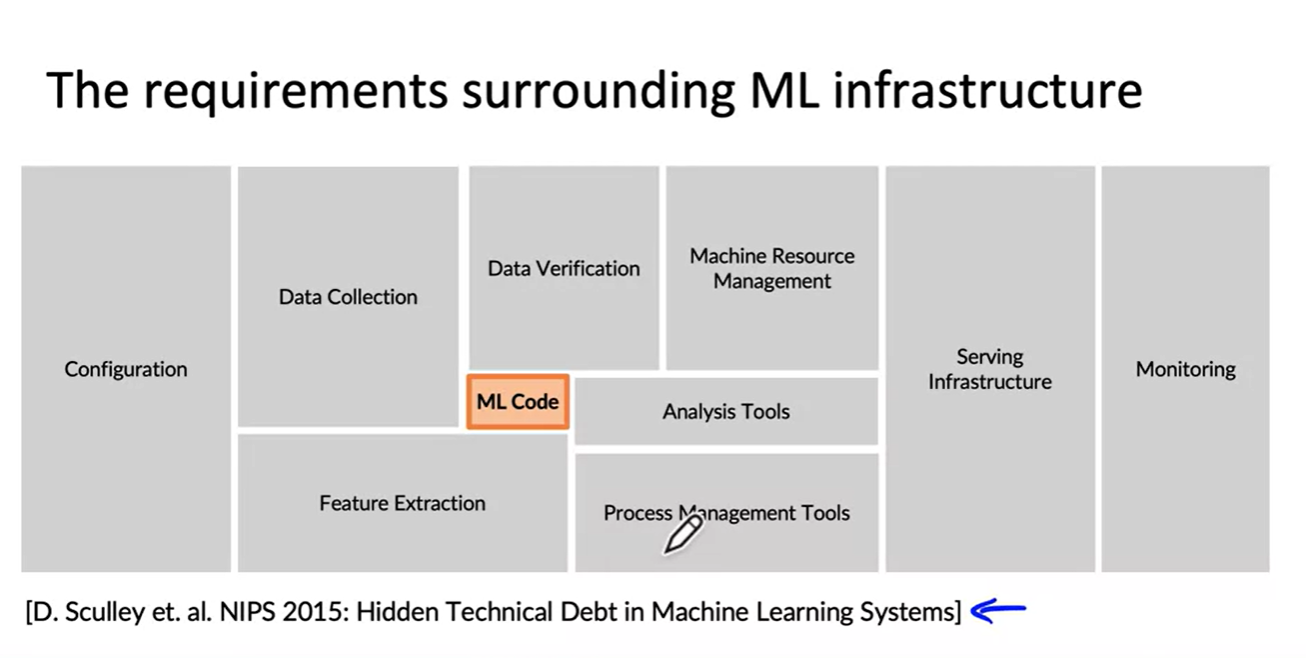 The requirements surrounding ML infrastructure
Configuration
Data Collection
Data Verification
Machine Resource
Management
ML Code
Analysis Tools
Feature Extraction
Process Management Tools
Serving
Infrastructure
Monitoring
[D. Sculley et. al. NIPS 2015: Hidden Technical Debt in Machine Learning Systems]